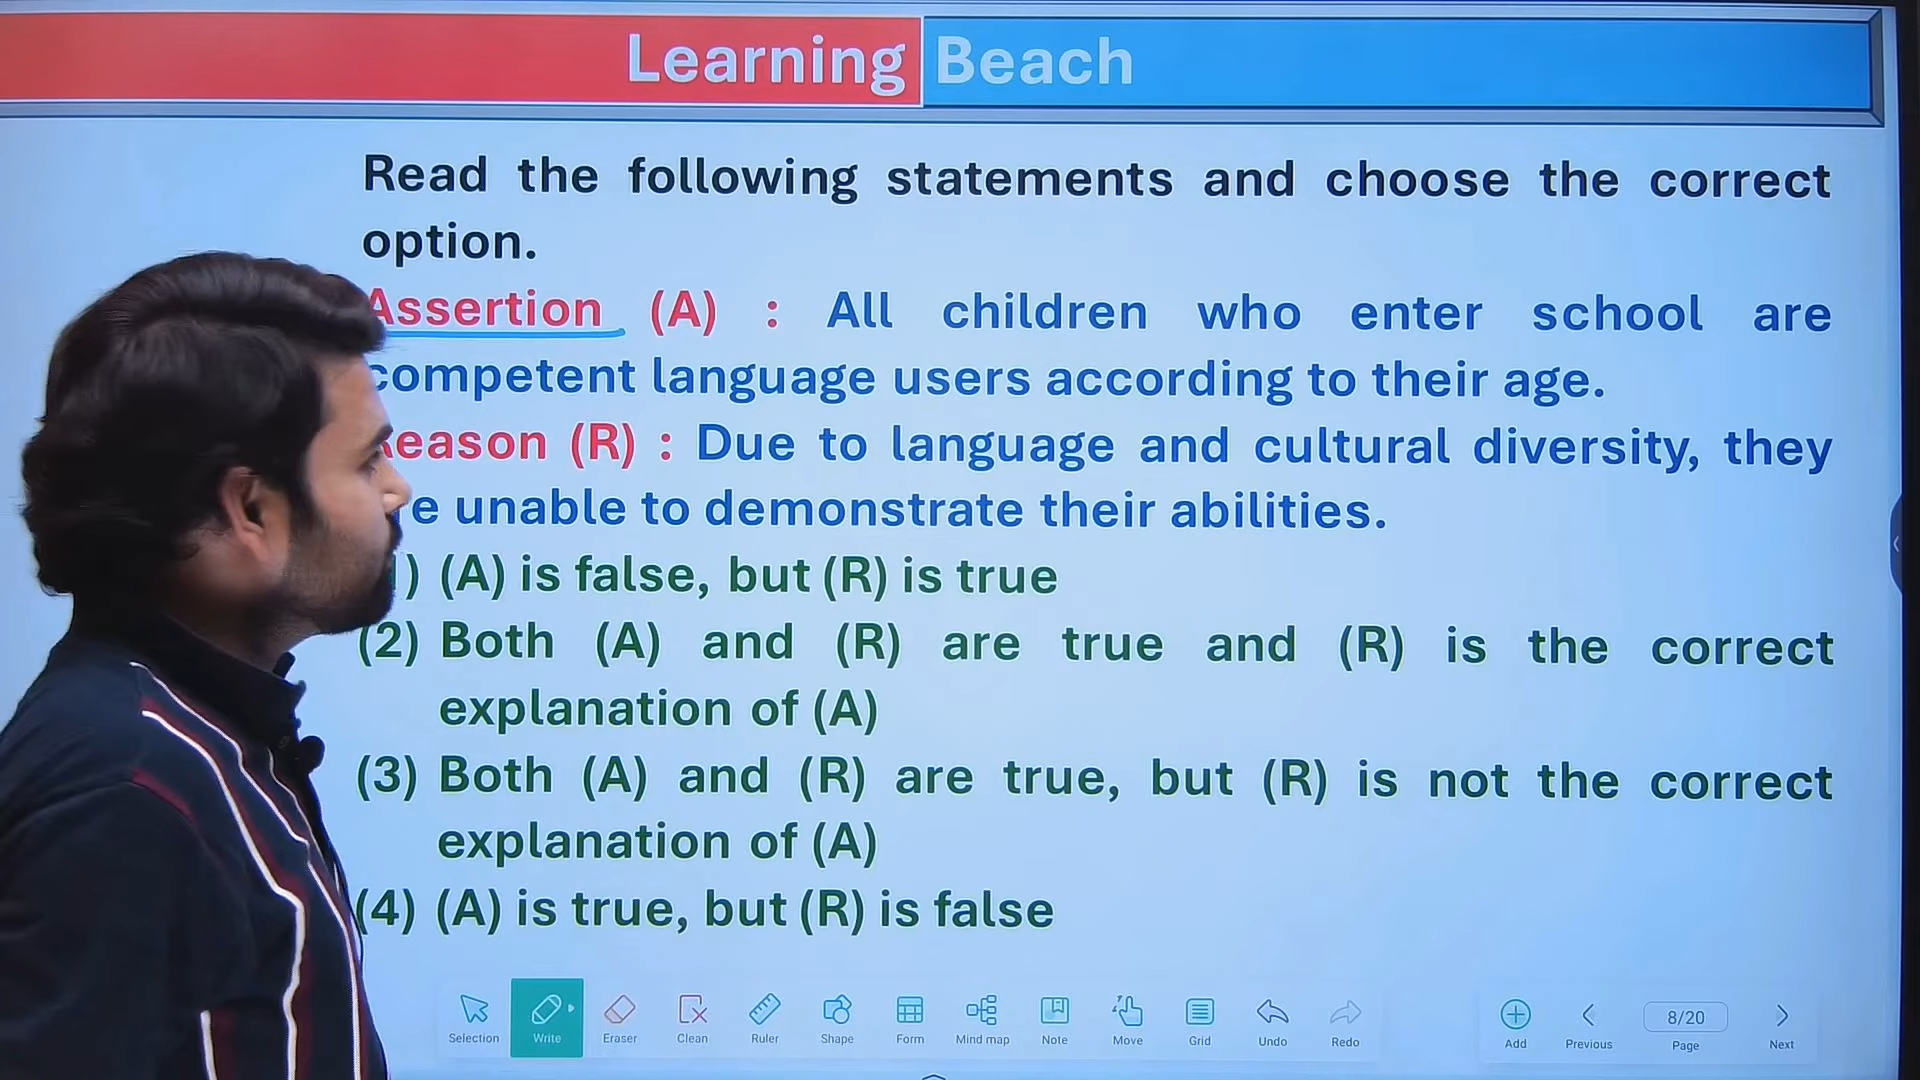 Learning Beach
Read the following statements and choose the correct
option.
Assertion (A) : All children who enter school are
competent language users according to their age.
Reason (R) : Due to language and cultural diversity, they
are unable to demonstrate their abilities.
(1) (A) is false, but (R) is true
(2) Both (A) and (R) are true and (R) is the correct
explanation of (A)
(3) Both (A) and (R) are true, but (R) is not the correct
explanation of (A)
(4) (A) is true, but (R) is false
Selection Write Eraser Clean Ruler Shape Form Mind map Note Move Grid Undo Redo Add Previous 8/20 Page Next